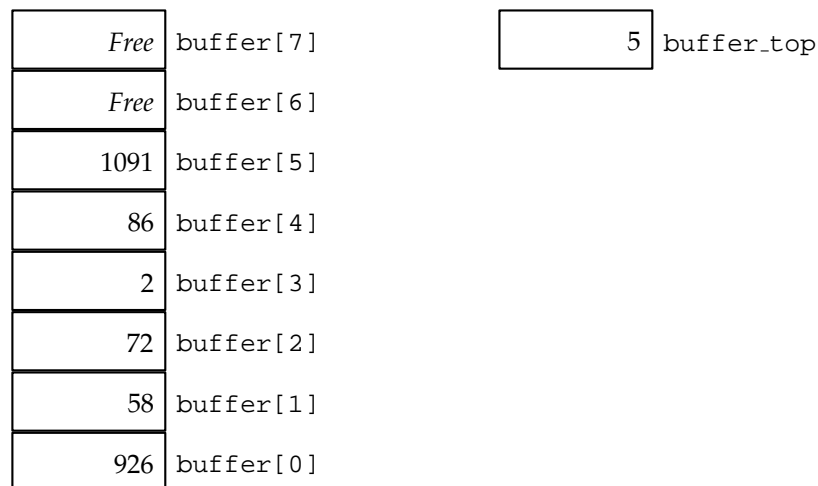 Free buffer[7] 5 buffer_top
Free buffer[6]
1091 buffer[5]
86 buffer[4]
2 buffer[3]
72 buffer[2]
58 buffer[1]
926 buffer[0]